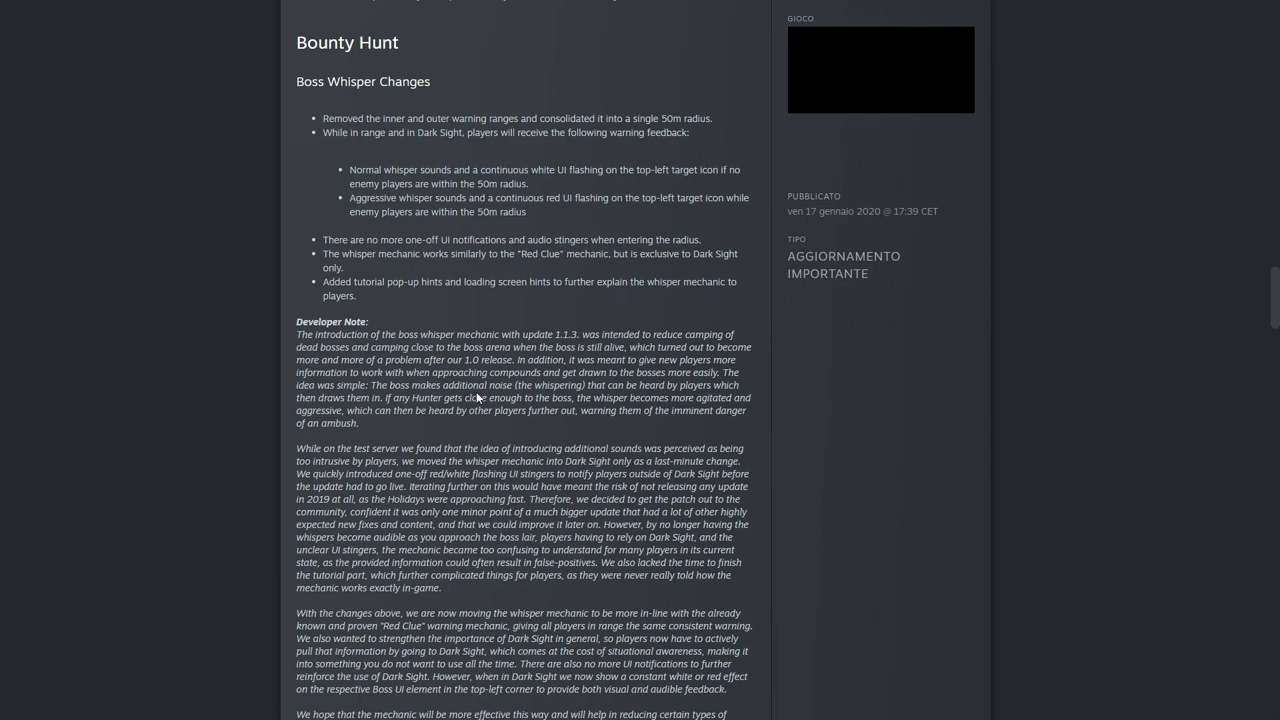 Bounty Hunt
Boss Whisper Changes
• Removed the inner and outer warning ranges and consolidated it into a single 50m radius.
• While in range and in Dark Sight, players will receive the following warning feedback:
• Normal whisper sounds and a continuous white UI flashing on the top-left target icon if no
enemy players are within the 50m radius.
• Aggressive whisper sounds and a continuous red UI flashing on the top-left target icon while
enemy players are within the 50m radius
• There are no more one-off UI notifications and audio stingers when entering the radius.
• The whisper mechanic works similarly to the "Red Clue" mechanic, but is exclusive to Dark Sight
only.
• Added tutorial pop-up hints and loading screen hints to further explain the whisper mechanic to
players.
Developer Note:
The introduction of the boss whisper mechanic with update 1.1.3. was intended to reduce camping of
dead bosses and camping close to the boss arena when the boss is still alive, which turned out to become
more and more of a problem after our 1.0 release. In addition, it was meant to give new players more
information to work with when approaching compounds and get drawn to the bosses more easily. The
idea was simple: The boss makes additional noise (the whispering) that can be heard by players which
then draws them in. If any Hunter gets close enough to the boss, the whisper becomes more agitated and
aggressive, which can then be heard by other players further out, warning them of the imminent danger
of an ambush.
While on the test server we found that the idea of introducing additional sounds was perceived as being
too intrusive by players, we moved the whisper mechanic into Dark Sight only as a last-minute change.
We quickly introduced one-off red/white flashing UI stingers to notify players outside of Dark Sight before
the update had to go live. Iterating further on this would have meant the risk of not releasing any update
in 2019 at all, as the Holidays were approaching fast. Therefore, we decided to get the patch out to the
community, confident it was only one minor point of a much bigger update that had a lot of other highly
expected new fixes and content, and that we could improve it later on. However, by no longer having the
whispers become audible as you approach the boss lair, players having to rely on Dark Sight, and the
unclear UI stingers, the mechanic became too confusing to understand for many players in its current
state, as the provided information could often result in false-positives. We also lacked the time to finish
the tutorial part, which further complicated things for players, as they were never really told how the
mechanic works exactly in-game.
With the changes above, we are now moving the whisper mechanic to be more in-line with the already
known and proven "Red Clue" warning mechanic, giving all players in range the same consistent warning.
We also wanted to strengthen the importance of Dark Sight in general, so players now have to actively
pull that information by going to Dark Sight, which comes at the cost of situational awareness, making it
into something you do not want to use all the time. There are also no more UI notifications to further
reinforce the use of Dark Sight. However, when in Dark Sight we now show a constant white or red effect
on the respective Boss UI element in the top-left corner to provide both visual and audible feedback.
We hope that the mechanic will be more effective this way and will help in reducing certain types of
GIOCO
PUBBLICATO
ven 17 gennaio 2020 @ 17:39 CET
TIPO
AGGIORNAMENTO
IMPORTANTE